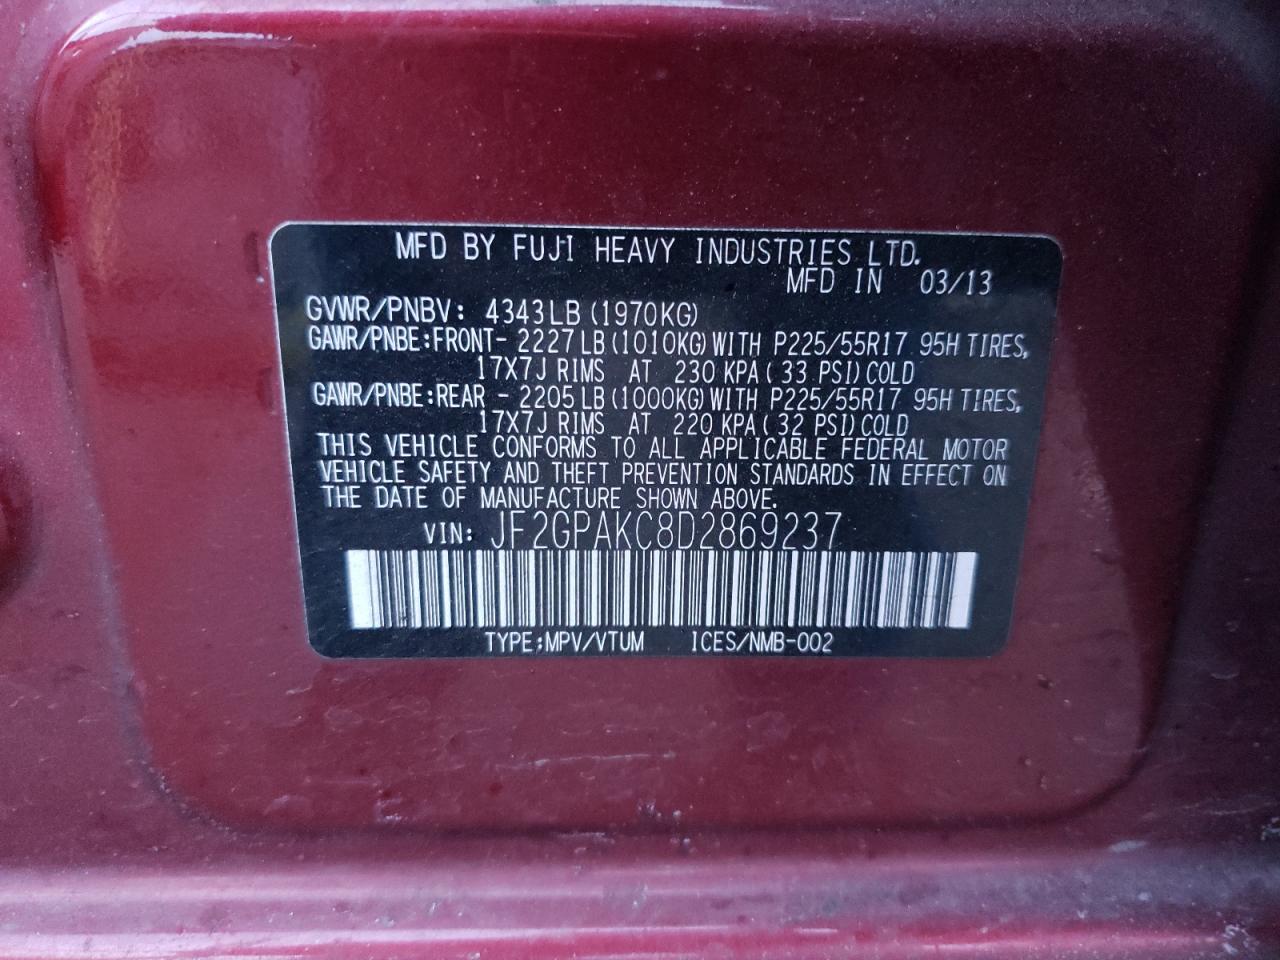 MFD BY FUJI HEAVY INDUSTRIES LTD.
MFD IN 03/13
GVWR/PNBV: 4343LB (1970KG)
GAWR/PNBE:FRONT- 2227LB (1010KG)WITH P225/55R17 95H TIRES,
17X7J RIMS AT 230 KPA( 33 PSI)COLD
GAWR/PNBE:REAR - 2205LB (1000KG)WITH P225/55R17 95H TIRES,
17X7J RIMS AT 220 KPA( 32 PSI)COLD
THIS VEHICLE CONFORMS TO ALL APPLICABLE FEDERAL MOTOR
VEHICLE SAFETY AND THEFT PREVENTION STANDARDS IN EFFECT ON
THE DATE OF MANUFACTURE SHOWN ABOVE.
VIN: JF2GPAKC8D2869237
TYPE:MPV/VTUM ICES/NMB-002